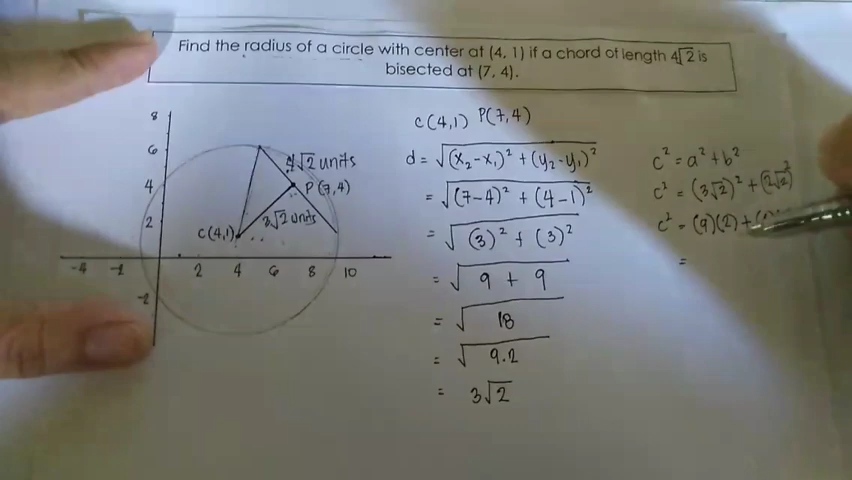 Find the radius of a circle with center at (4, 1) if a chord of length 4√2 is
bisected at (7, 4).
8
6
4
2
-4
2
4
6
8
10
4√2 units
P(7,4)
C(4,1)
3√2 units
C(4,1) P(7,4)
d = √(x₂-x₁)² + (y₂-y₁)²
= √(7-4)² + (4-1)²
= √(3)² + (3)²
= √9 + 9
= √18
= √9.2
= 3√2
c² = a² + b²
c² = (3√2)² + (2√2)²
c² = (9)(2) +
=